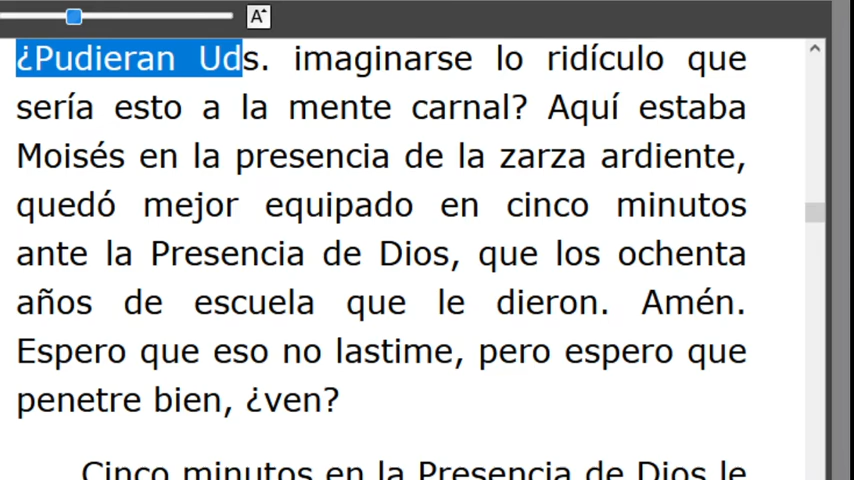 A
¿Pudieran Uds. imaginarse lo ridículo que
sería esto a la mente carnal? Aquí estaba
Moisés en la presencia de la zarza ardiente,
quedó mejor equipado en cinco minutos
ante la Presencia de Dios, que los ochenta
años de escuela que le dieron. Amén.
Espero que eso no lastime, pero espero que
penetre bien, ¿ven?
Cinco minutos en la Presencia de Dios le